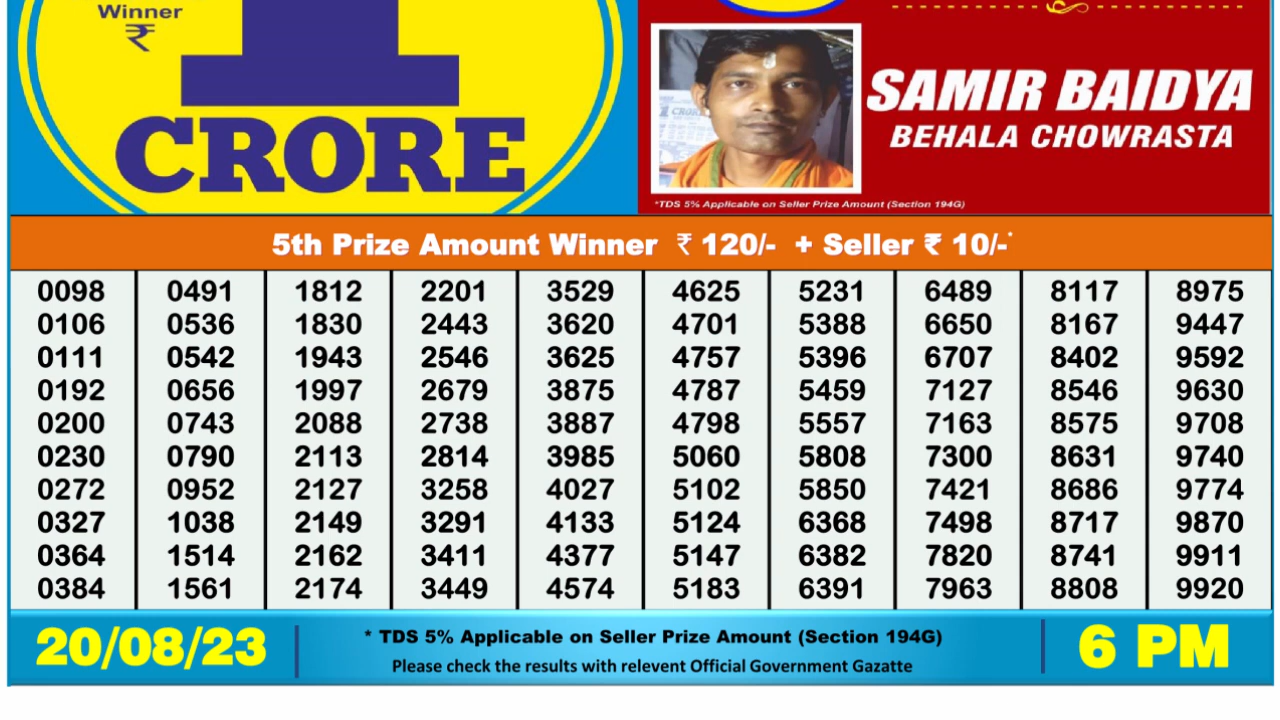 Winner
₹
1
CRORE
SAMIR BAIDYA
BEHALA CHOWRASTA
*TDS 5% Applicable on Seller Prize Amount (Section 194G)
5th Prize Amount Winner ₹ 120/- + Seller ₹ 10/-*
0098 0491 1812 2201 3529 4625 5231 6489 8117 8975
0106 0536 1830 2443 3620 4701 5388 6650 8167 9447
0111 0542 1943 2546 3625 4757 5396 6707 8402 9592
0192 0656 1997 2679 3875 4787 5459 7127 8546 9630
0200 0743 2088 2738 3887 4798 5557 7163 8575 9708
0230 0790 2113 2814 3985 5060 5808 7300 8631 9740
0272 0952 2127 3258 4027 5102 5850 7421 8686 9774
0327 1038 2149 3291 4133 5124 6368 7498 8717 9870
0364 1514 2162 3411 4377 5147 6382 7820 8741 9911
0384 1561 2174 3449 4574 5183 6391 7963 8808 9920
20/08/23
* TDS 5% Applicable on Seller Prize Amount (Section 194G)
Please check the results with relevent Official Government Gazatte
6 PM